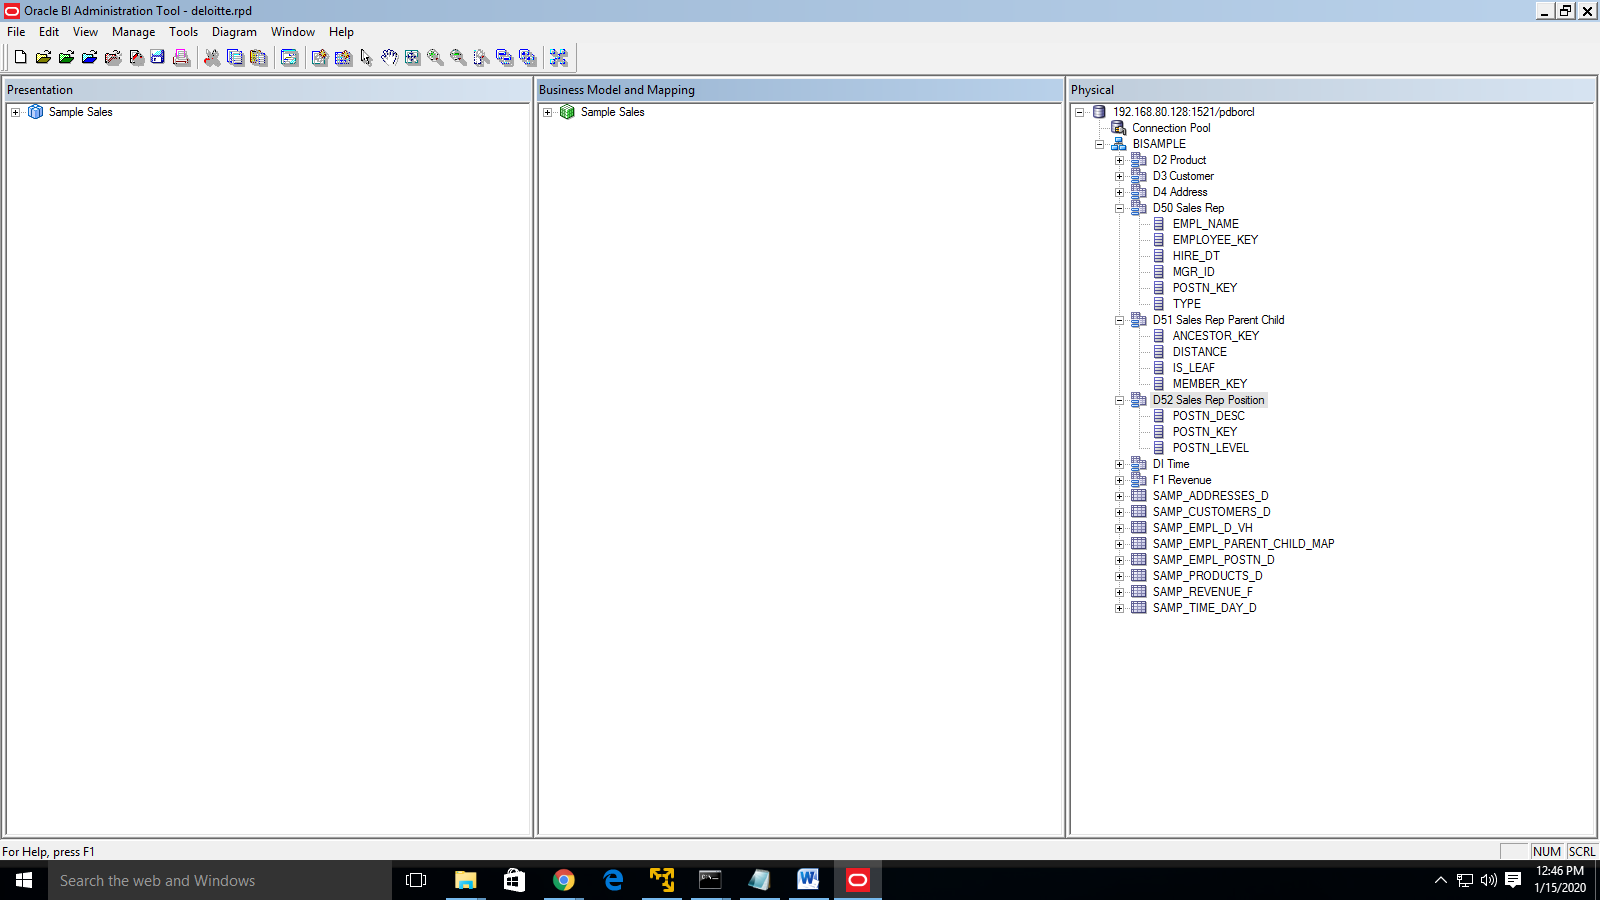 Oracle BI Administration Tool - deloitte.rpd
File Edit View Manage Tools Diagram Window Help
Presentation
Sample Sales
Business Model and Mapping
Sample Sales
Physical
192.168.80.128:1521/pdborcl
Connection Pool
BISAMPLE
D2 Product
D3 Customer
D4 Address
D50 Sales Rep
EMPL_NAME
EMPLOYEE_KEY
HIRE_DT
MGR_ID
POSTN_KEY
TYPE
D51 Sales Rep Parent Child
ANCESTOR_KEY
DISTANCE
IS_LEAF
MEMBER_KEY
D52 Sales Rep Position
POSTN_DESC
POSTN_KEY
POSTN_LEVEL
DI Time
F1 Revenue
SAMP_ADDRESSES_D
SAMP_CUSTOMERS_D
SAMP_EMPL_D_VH
SAMP_EMPL_PARENT_CHILD_MAP
SAMP_EMPL_POSTN_D
SAMP_PRODUCTS_D
SAMP_REVENUE_F
SAMP_TIME_DAY_D
For Help, press F1
NUM SCRL
Search the web and Windows
12:46 PM
1/15/2020